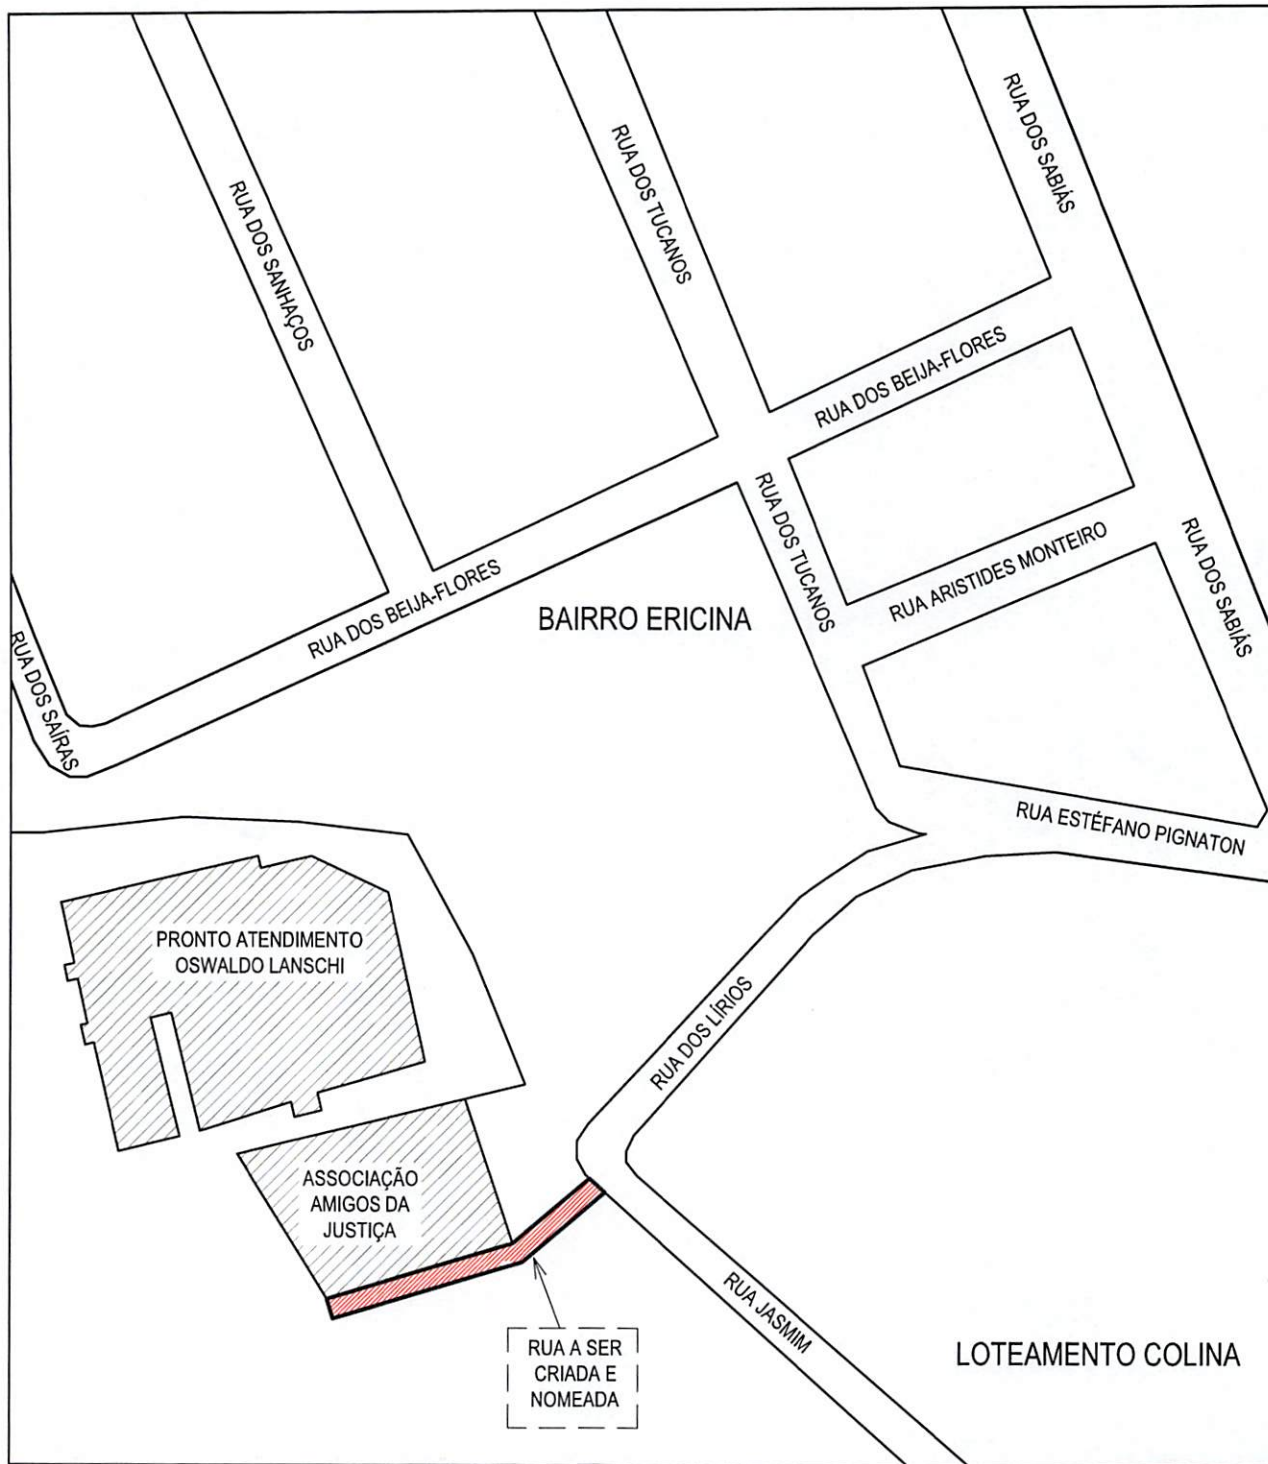 RUA DOS SABIÁS
RUA DOS TUCANOS
RUA DOS SANHAÇOS
RUA DOS BEIJA-FLORES
RUA DOS TUCANOS
RUA ARISTIDES MONTEIRO
RUA DOS SABIÁS
RUA DOS BEIJA-FLORES
BAIRRO ERICINA
RUA DOS SAÍRAS
RUA ESTÉFANO PIGNATON
PRONTO ATENDIMENTO
OSWALDO LANSCHI
RUA DOS LÍRIOS
ASSOCIAÇÃO
AMIGOS DA
JUSTIÇA
RUA JASMIM
RUA A SER
CRIADA E
NOMEADA
LOTEAMENTO COLINA